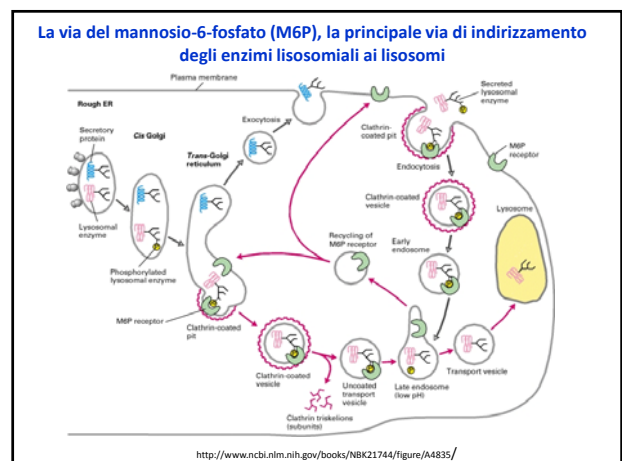 La via del mannosio-6-fosfato (M6P), la principale via di indirizzamento
degli enzimi lisosomiali ai lisosomi
Plasma membrane
Rough ER
Secretory
protein
Cis Golgi
Trans-Golgi
reticulum
Exocytosis
Lysosomal
enzyme
Phosphorylated
lysosomal enzyme
M6P receptor
Clathrin-coated
pit
Clathrin-coated
vesicle
Clathrin triskelions
(subunits)
Uncoated
transport
vesicle
Late endosome
(low pH)
Transport vesicle
Recycling of
M6P receptor
Early
endosome
Clathrin-coated
vesicle
Endocytosis
Clathrin-
coated pit
Secreted
lysosomal
enzyme
M6P
receptor
Lysosome
http://www.ncbi.nlm.nih.gov/books/NBK21744/figure/A4835/